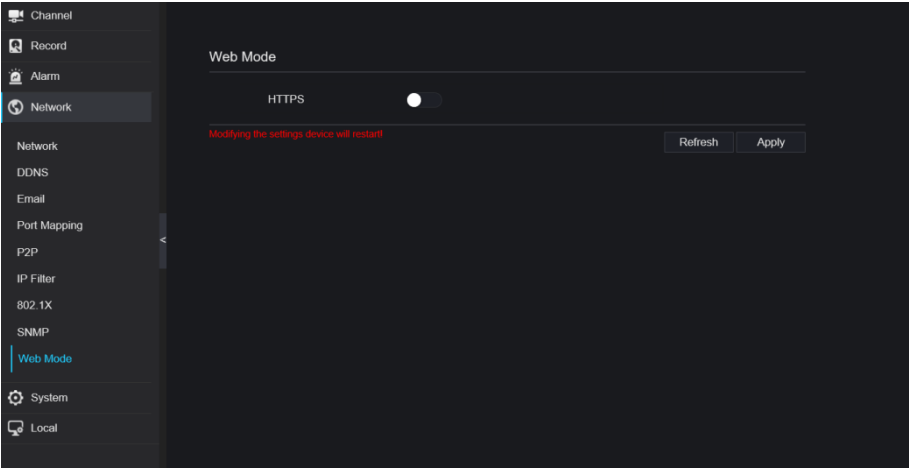 Channel
Record
Alarm
Network
Network
DDNS
Email
Port Mapping
P2P
IP Filter
802.1X
SNMP
Web Mode
System
Local
<
Web Mode
HTTPS
Modifying the settings device will restart!
Refresh Apply